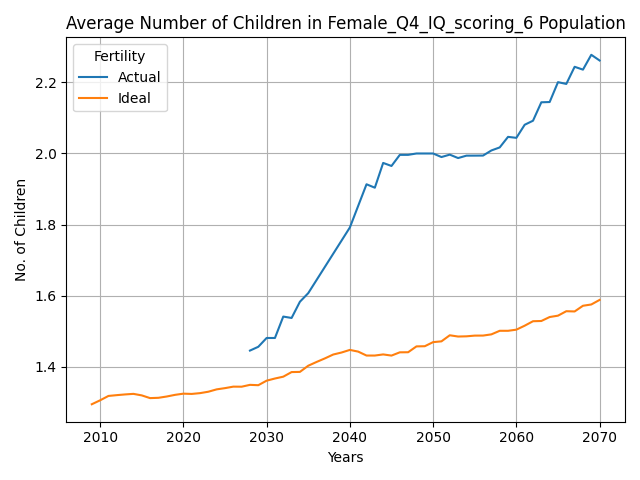 Average Number of Children in Female_Q4_IQ_scoring_6 Population
Fertility
Actual
Ideal
No. of Children
2.2
2.0
1.8
1.6
1.4
2010 2020 2030 2040 2050 2060 2070
Years